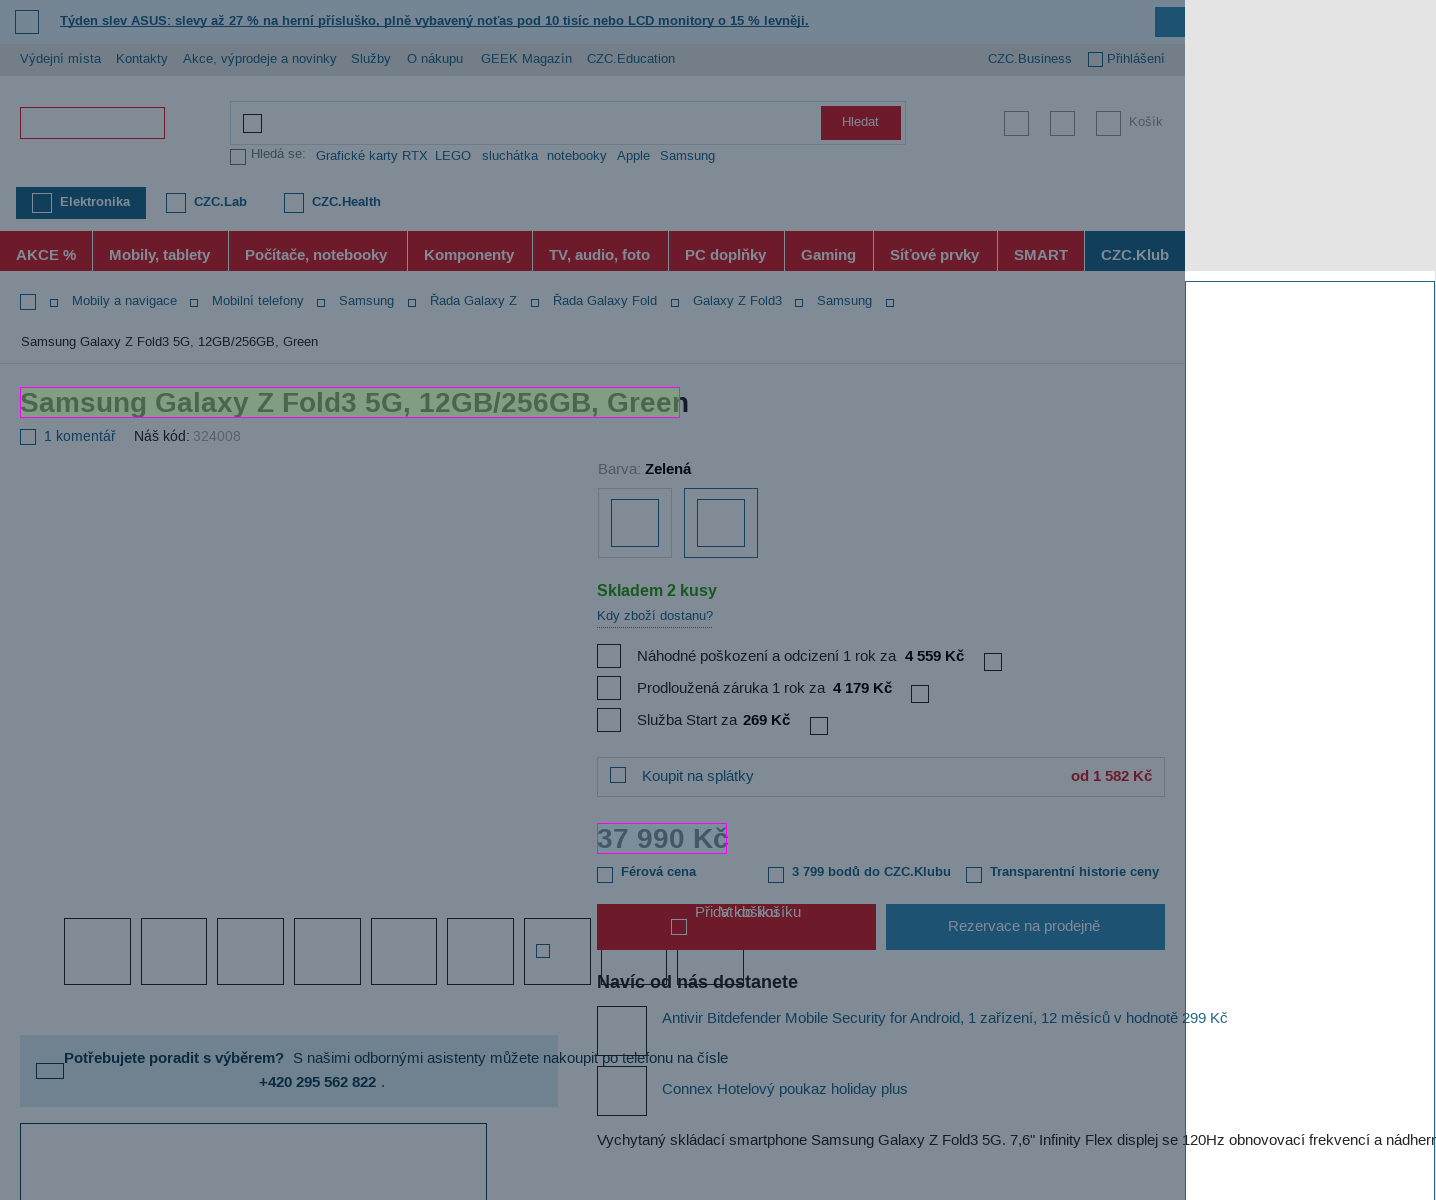 Týden slev ASUS: slevy až 27 % na herní přísluško, plně vybavený noťas pod 10 tisíc nebo LCD monitory o 15 % levněji.
Výdejní místa Kontakty Akce, výprodeje a novinky Služby O nákupu GEEK Magazín CZC.Education CZC.Business Přihlášení
Hledat Košík
Hledá se: Grafické karty RTX LEGO sluchátka notebooky Apple Samsung
Elektronika CZC.Lab CZC.Health
AKCE % Mobily, tablety Počítače, notebooky Komponenty TV, audio, foto PC doplňky Gaming Síťové prvky SMART CZC.Klub
Mobily a navigace Mobilní telefony Samsung Řada Galaxy Z Řada Galaxy Fold Galaxy Z Fold3 Samsung
Samsung Galaxy Z Fold3 5G, 12GB/256GB, Green
Samsung Galaxy Z Fold3 5G, 12GB/256GB, Green
1 komentář Náš kód: 324008
Barva: Zelená
Skladem 2 kusy
Kdy zboží dostanu?
Náhodné poškození a odcizení 1 rok za 4 559 Kč
Prodloužená záruka 1 rok za 4 179 Kč
Služba Start za 269 Kč
Koupit na splátky od 1 582 Kč
37 990 Kč
Férová cena 3 799 bodů do CZC.Klubu Transparentní historie ceny
Přidat do košíku V košíku Rezervace na prodejně
Navíc od nás dostanete
Antivir Bitdefender Mobile Security for Android, 1 zařízení, 12 měsíců v hodnotě 299 Kč
Potřebujete poradit s výběrem? S našimi odbornými asistenty můžete nakoupit po telefonu na čísle
+420 295 562 822 .
Connex Hotelový poukaz holiday plus
Vychytaný skládací smartphone Samsung Galaxy Z Fold3 5G. 7,6" Infinity Flex displej se 120Hz obnovovací frekvencí a